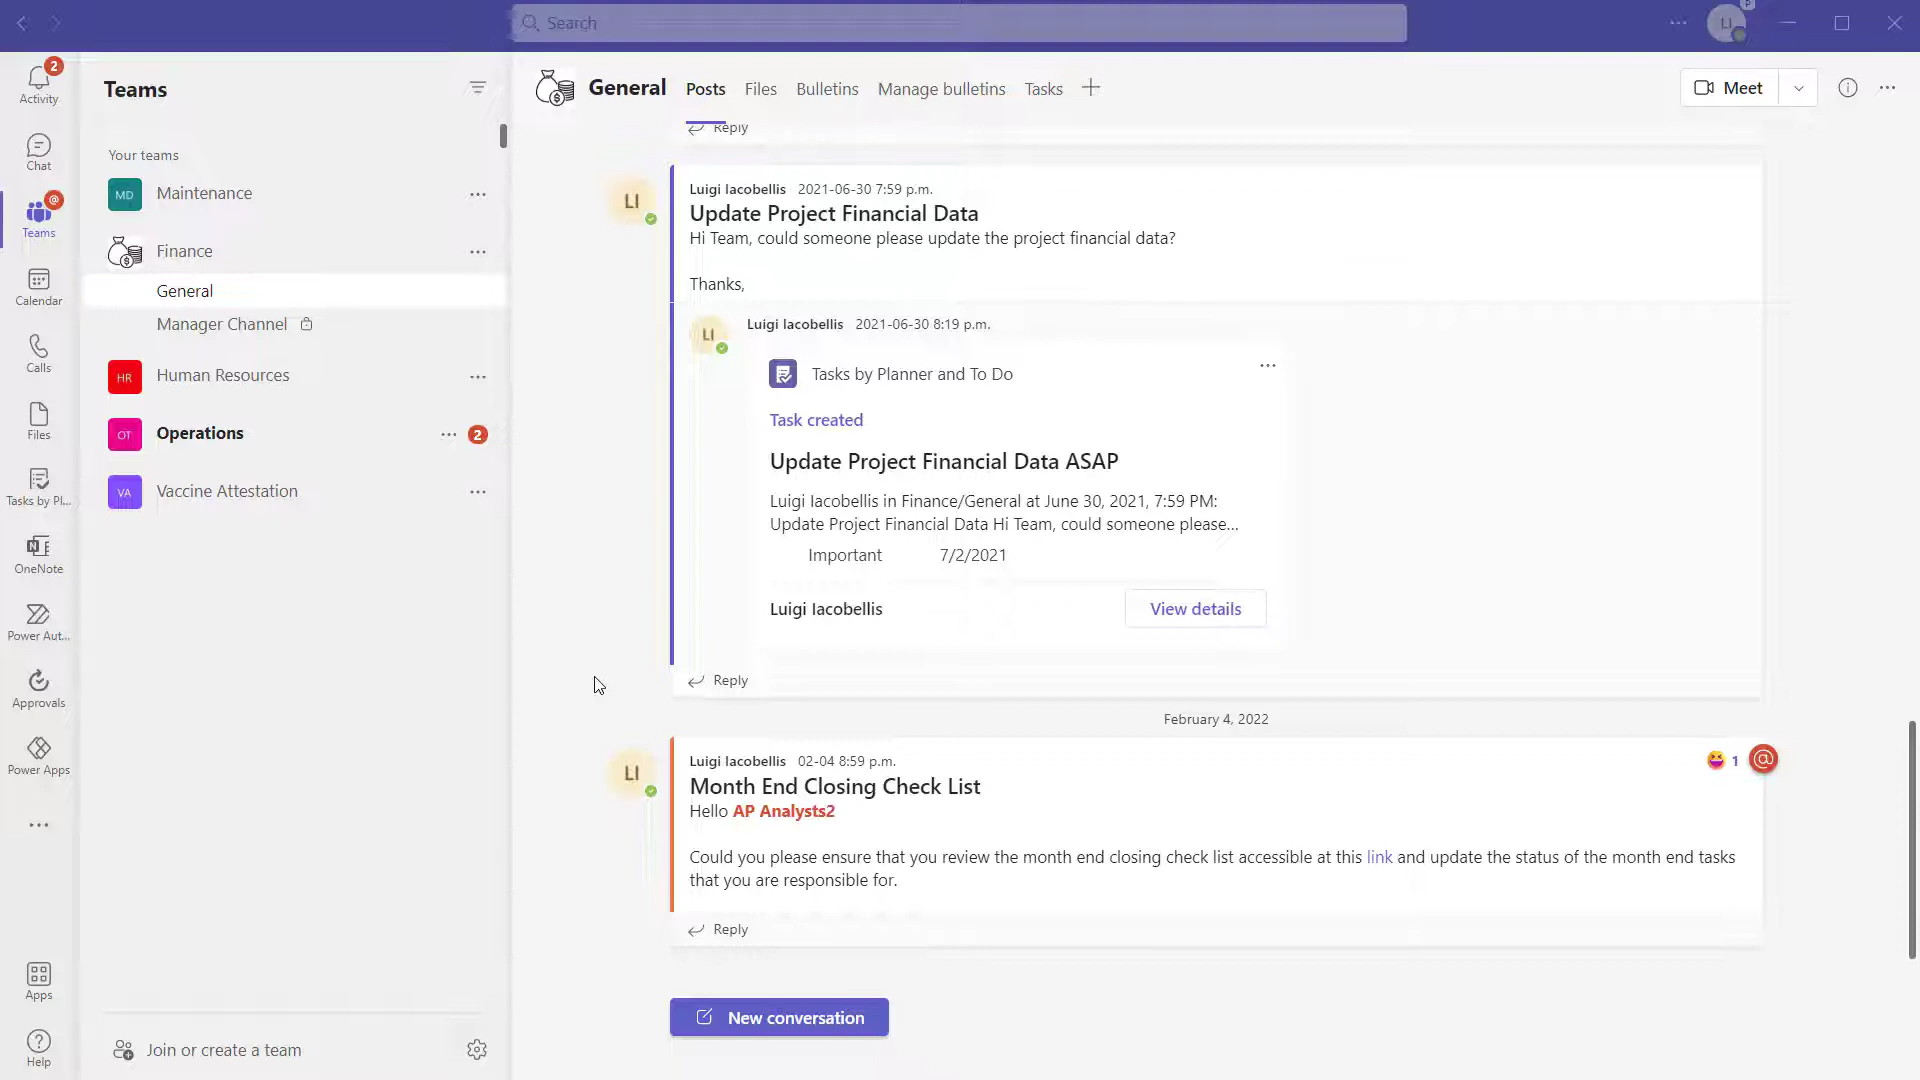 Search
LI
P
2
Activity
Chat
@
Teams
Calendar
Calls
Files
Tasks by Pl...
OneNote
Power Aut...
Approvals
Power Apps
Apps
Help
Teams
Your teams
MD Maintenance
Finance
General
Manager Channel
HR Human Resources
OT Operations 2
VA Vaccine Attestation
Join or create a team
General Posts Files Bulletins Manage bulletins Tasks
Meet
Reply
LI
Luigi Iacobellis 2021-06-30 7:59 p.m.
Update Project Financial Data
Hi Team, could someone please update the project financial data?
Thanks,
LI
Luigi Iacobellis 2021-06-30 8:19 p.m.
Tasks by Planner and To Do
Task created
Update Project Financial Data ASAP
Luigi Iacobellis in Finance/General at June 30, 2021, 7:59 PM:
Update Project Financial Data Hi Team, could someone please...
Important 7/2/2021
Luigi Iacobellis View details
Reply
February 4, 2022
LI
Luigi Iacobellis 02-04 8:59 p.m. 1 @
Month End Closing Check List
Hello AP Analysts2
Could you please ensure that you review the month end closing check list accessible at this link and update the status of the month end tasks
that you are responsible for.
Reply
New conversation